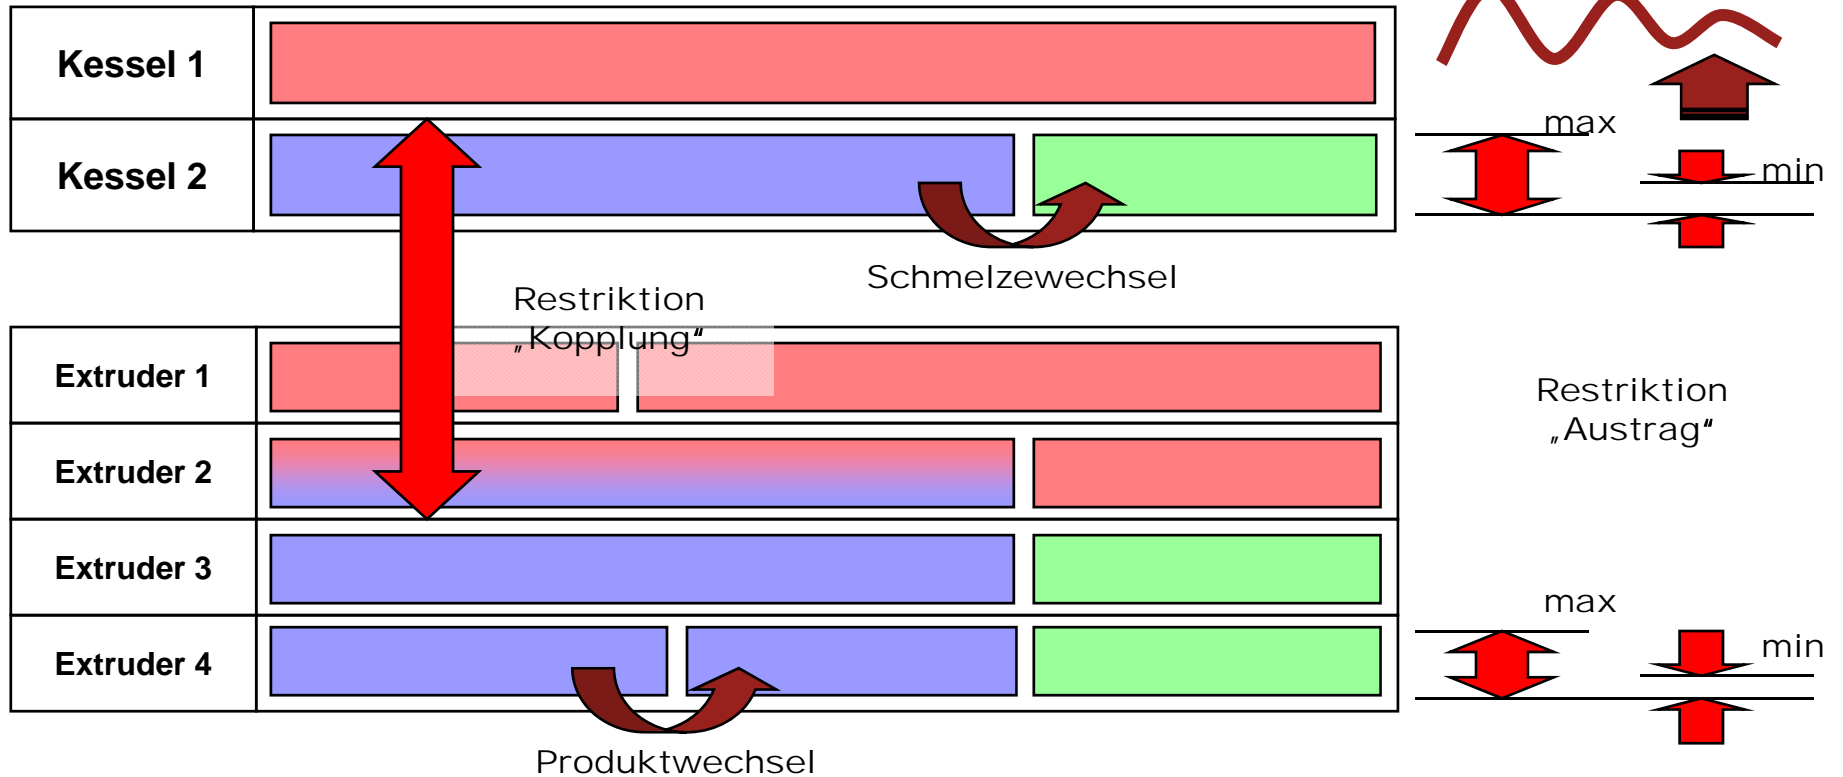 Kessel 1
max
Kessel 2
min
Schmelzewechsel
Restriktion
„Kopplung“
Extruder 1
Restriktion
„Austrag“
Extruder 2
Extruder 3
max
Extruder 4
min
Produktwechsel